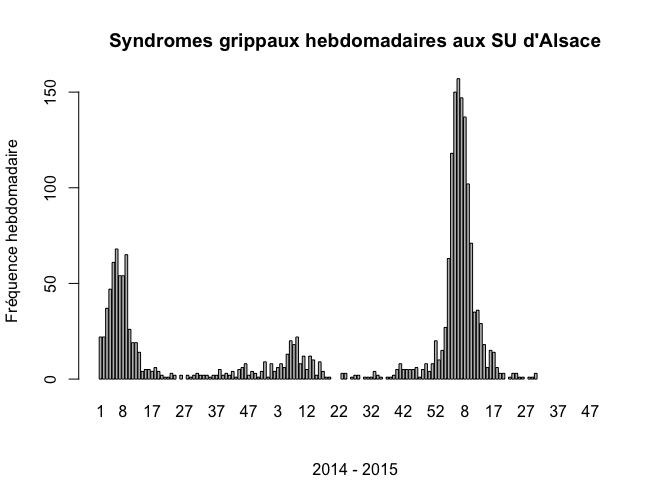 Syndromes grippaux hebdomadaires aux SU d'Alsace
Fréquence hebdomadaire
150
100
50
0
1 8 17 27 37 47 3 12 22 32 42 52 8 17 27 37 47
2014 - 2015